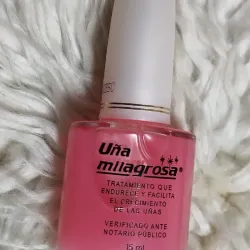 Uña
milagrosa®
TRATAMIENTO QUE
ENDURECE Y FACILITA
EL CRECIMIENTO
DE LAS UÑAS
VERIFICADO ANTE
NOTARIO PÚBLICO
15 ml